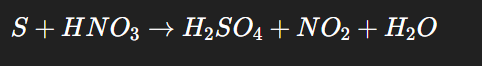 S + HNO₃ → H₂SO₄ + NO₂ + H₂O